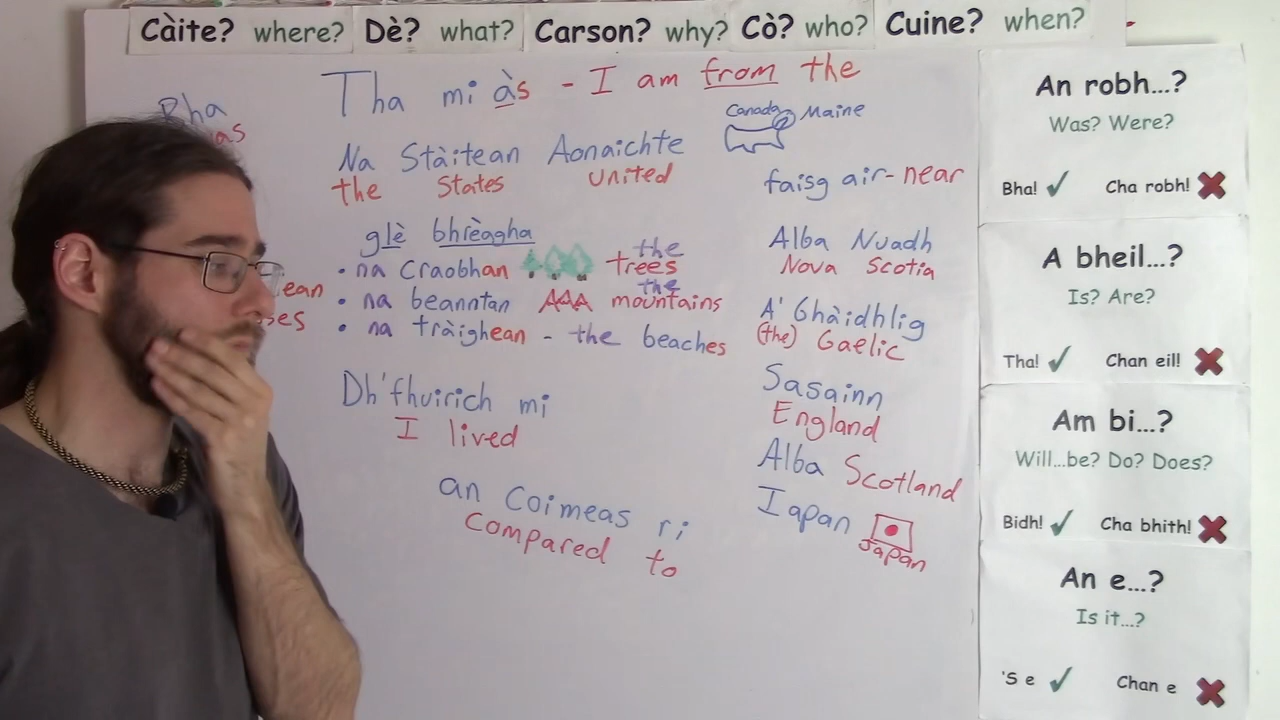 Càite? where? Dè? what? Carson? why? Cò? who? Cuine? when?
Tha mi às - I am from the
Bha
was
Canada Maine
Na Stàitean Aonaichte
the States United
faisg air - near
glè bhrèagha
• na craobhan the trees
• na beanntan the mountains
• na tràighean - the beaches
Alba Nuadh
Nova Scotia
A' Ghàidhlig
(the) Gaelic
Dh'fhuirich mi
I lived
Sasainn
England
Alba Scotland
an coimeas ri
compared to
Iapan
Japan
An robh...?
Was? Were?
Bha! Cha robh!
A bheil...?
Is? Are?
Tha! Chan eil!
Am bi...?
Will...be? Do? Does?
Bidh! Cha bhith!
An e...?
Is it...?
'S e Chan e